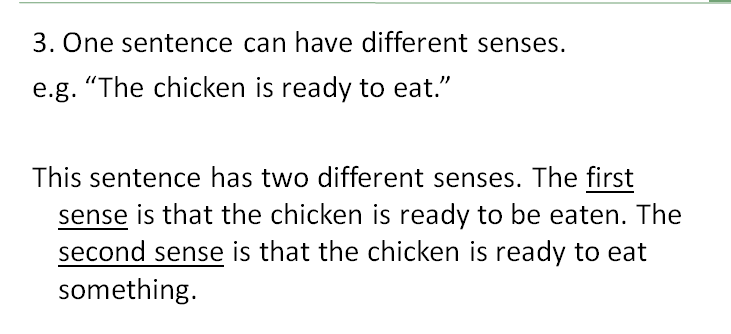 3. One sentence can have different senses.
e.g. “The chicken is ready to eat.”
This sentence has two different senses. The first
sense is that the chicken is ready to be eaten. The
second sense is that the chicken is ready to eat
something.